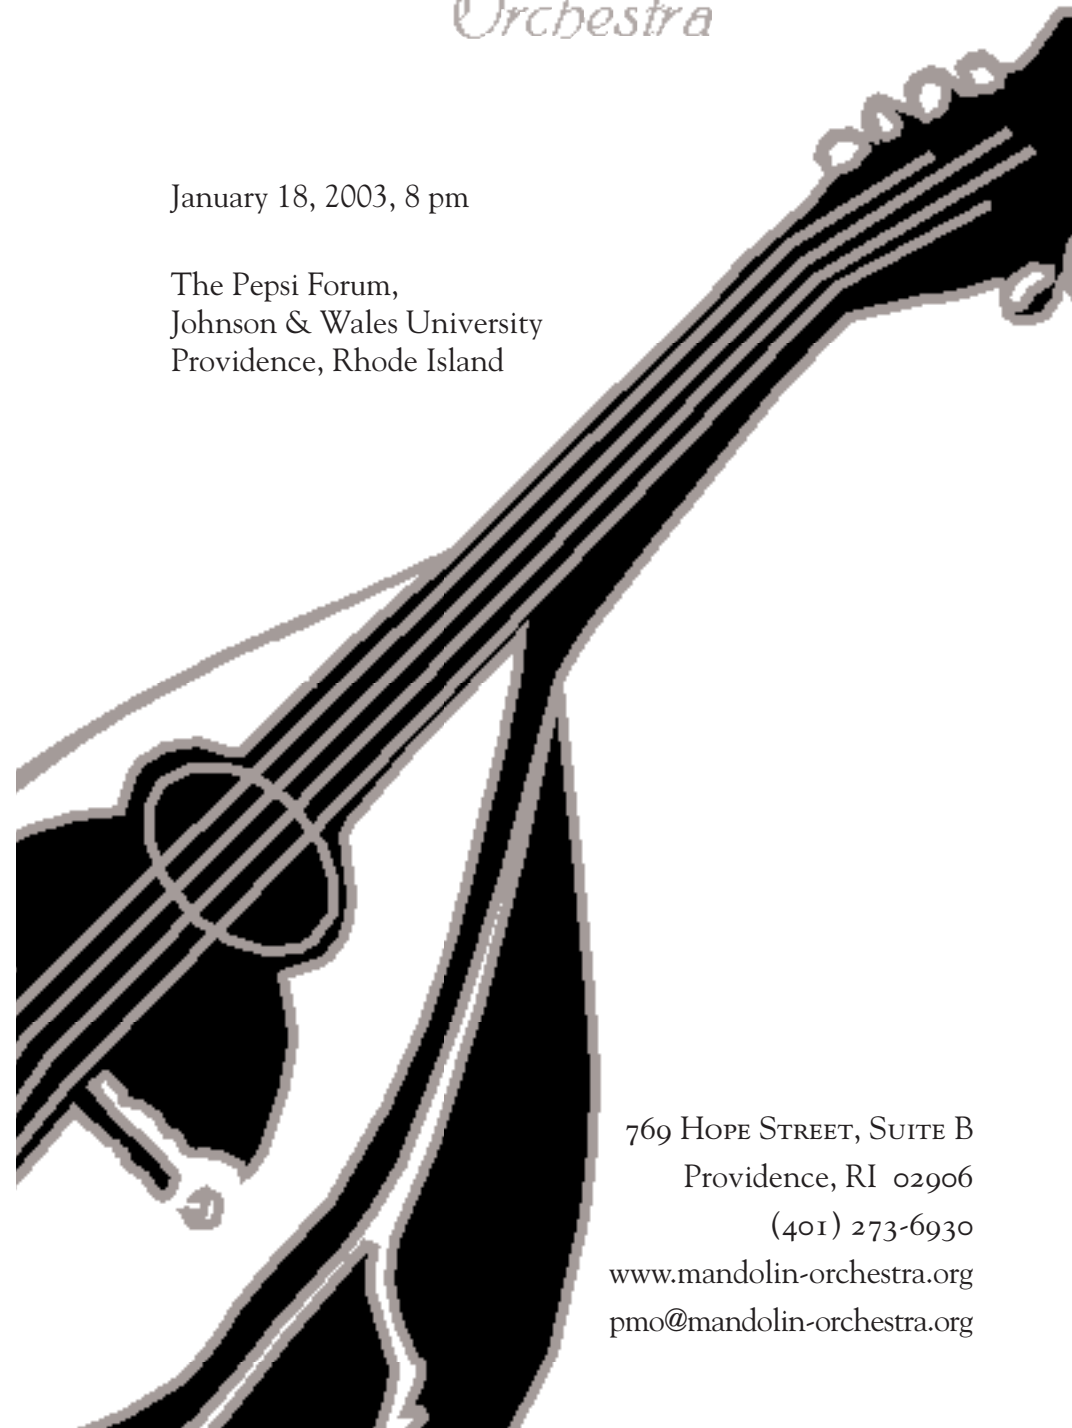 Orchestra
January 18, 2003, 8 pm
The Pepsi Forum,
Johnson & Wales University
Providence, Rhode Island
769 Hope Street, Suite B
Providence, RI 02906
(401) 273-6930
www.mandolin-orchestra.org
pmo@mandolin-orchestra.org